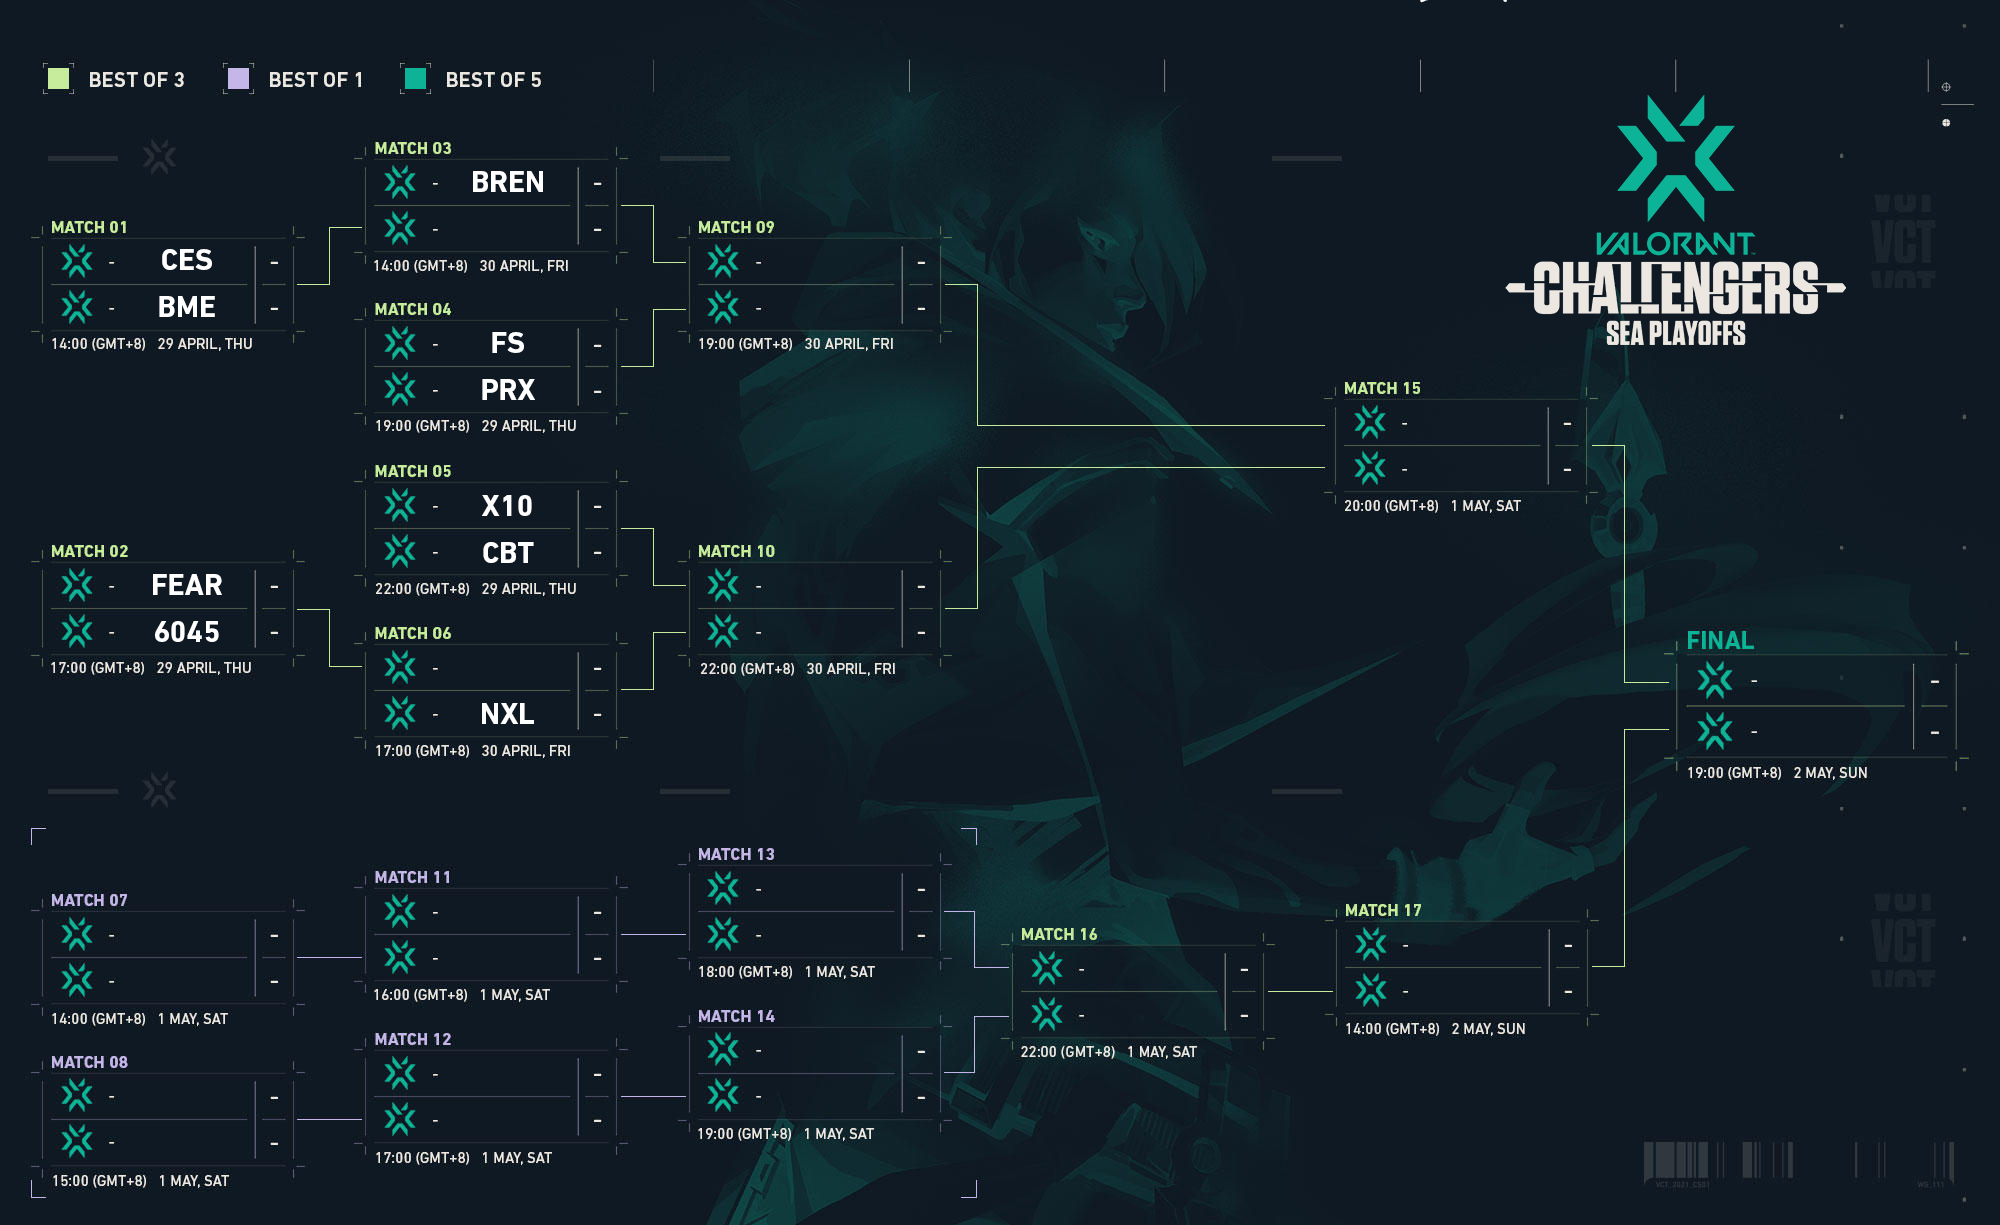 BEST OF 3
BEST OF 1
BEST OF 5
VALORANT
CHALLENGERS
SEA PLAYOFFS
MATCH 01
- CES -
- BME -
14:00 (GMT+8) 29 APRIL, THU
MATCH 02
- FEAR -
- 6045 -
17:00 (GMT+8) 29 APRIL, THU
MATCH 03
- BREN -
- -
14:00 (GMT+8) 30 APRIL, FRI
MATCH 04
- FS -
- PRX -
19:00 (GMT+8) 29 APRIL, THU
MATCH 05
- X10 -
- CBT -
22:00 (GMT+8) 29 APRIL, THU
MATCH 06
- -
- NXL -
17:00 (GMT+8) 30 APRIL, FRI
MATCH 09
- -
- -
19:00 (GMT+8) 30 APRIL, FRI
MATCH 10
- -
- -
22:00 (GMT+8) 30 APRIL, FRI
MATCH 15
- -
- -
20:00 (GMT+8) 1 MAY, SAT
FINAL
- -
- -
19:00 (GMT+8) 2 MAY, SUN
MATCH 07
- -
- -
14:00 (GMT+8) 1 MAY, SAT
MATCH 08
- -
- -
15:00 (GMT+8) 1 MAY, SAT
MATCH 11
- -
- -
16:00 (GMT+8) 1 MAY, SAT
MATCH 12
- -
- -
17:00 (GMT+8) 1 MAY, SAT
MATCH 13
- -
- -
18:00 (GMT+8) 1 MAY, SAT
MATCH 14
- -
- -
19:00 (GMT+8) 1 MAY, SAT
MATCH 16
- -
- -
22:00 (GMT+8) 1 MAY, SAT
MATCH 17
- -
- -
14:00 (GMT+8) 2 MAY, SUN
VCT
VCT
VCT
VCT
VCT
VCT